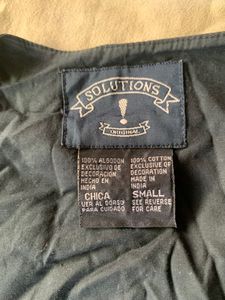 SOLUTIONS
!
ORIGINAL
100% ALGODON
EXCLUSIVO DE
DECORACION
HECHO EN
INDIA
CHICA
VER AL DORSO
PARA CUIDADO
100% COTTON
EXCLUSIVE OF
DECORATION
MADE IN
INDIA
SMALL
SEE REVERSE
FOR CARE